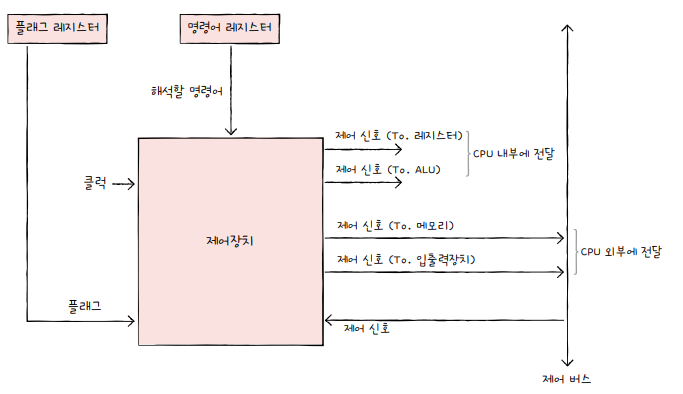 플래그 레지스터
명령어 레지스터
해석할 명령어
제어 신호 (To. 레지스터)
CPU 내부에 전달
제어 신호 (To. ALU)
클럭
제어 신호 (To. 메모리)
제어장치
CPU 외부에 전달
제어 신호 (To. 입출력장치)
플래그
제어 신호
제어 버스